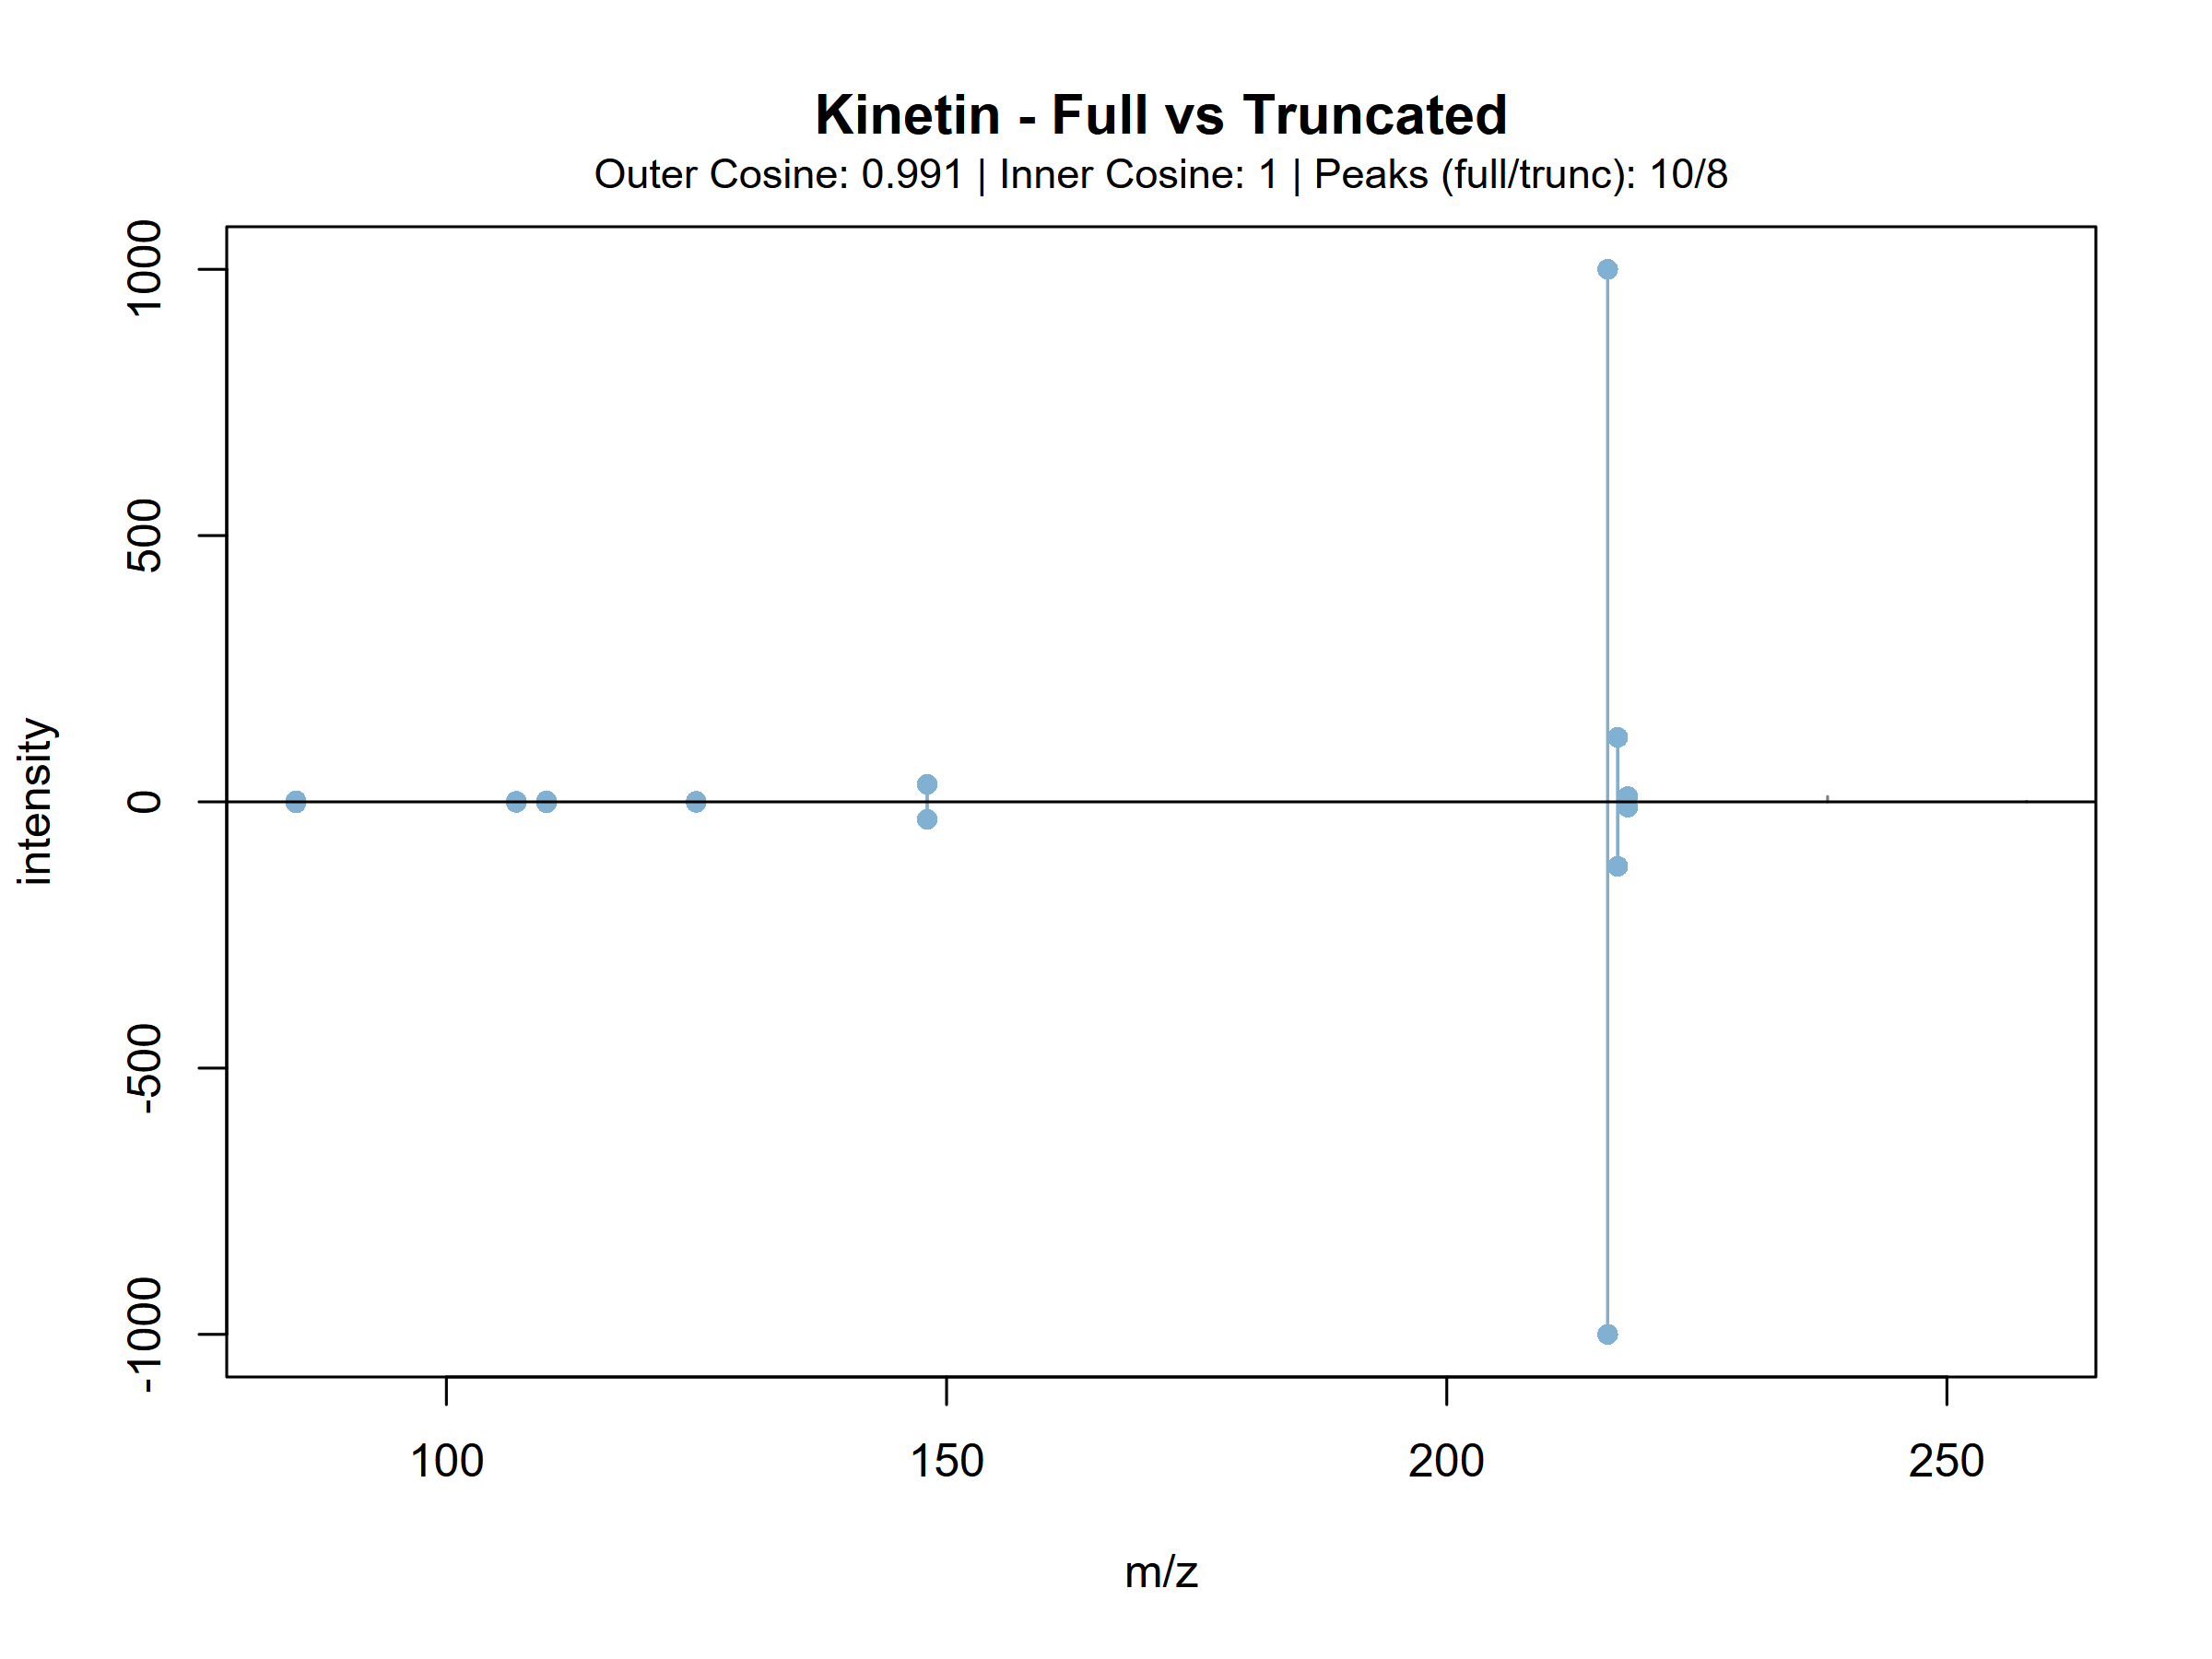 Kinetin - Full vs Truncated
Outer Cosine: 0.991 | Inner Cosine: 1 | Peaks (full/trunc): 10/8
1000
500
0
-500
-1000
intensity
100 150 200 250
m/z